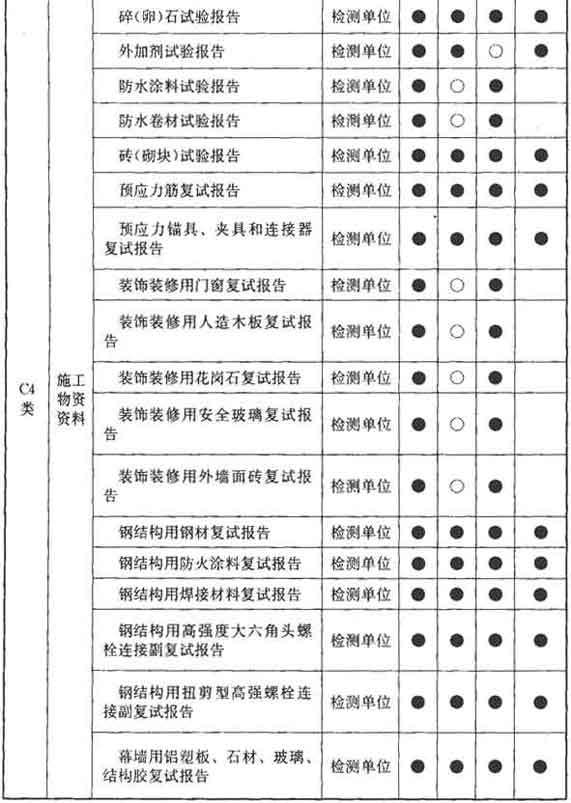 碎(卵)石试验报告 检测单位 ● ● ● ●
外加剂试验报告 检测单位 ● ● ○ ●
防水涂料试验报告 检测单位 ● ○ ●
防水卷材试验报告 检测单位 ● ○ ●
砖(砌块)试验报告 检测单位 ● ● ● ●
预应力筋复试报告 检测单位 ● ● ● ●
预应力锚具、夹具和连接器
复试报告 检测单位 ● ● ● ●
装饰装修用门窗复试报告 检测单位 ● ○ ●
装饰装修用人造木板复试报
告 检测单位 ● ○ ●
C4
类
施工
物资
资料
装饰装修用花岗石复试报告 检测单位 ● ○ ●
装饰装修用安全玻璃复试报
告 检测单位 ● ○ ●
装饰装修用外墙面砖复试报
告 检测单位 ● ○ ●
钢结构用钢材复试报告 检测单位 ● ● ● ●
钢结构用防火涂料复试报告 检测单位 ● ● ● ●
钢结构用焊接材料复试报告 检测单位 ● ● ● ●
钢结构用高强度大六角头螺
栓连接副复试报告 检测单位 ● ● ● ●
钢结构用扭剪型高强螺栓连
接副复试报告 检测单位 ● ● ● ●
幕墙用铝塑板、石材、玻璃、
结构胶复试报告 检测单位 ● ● ● ●